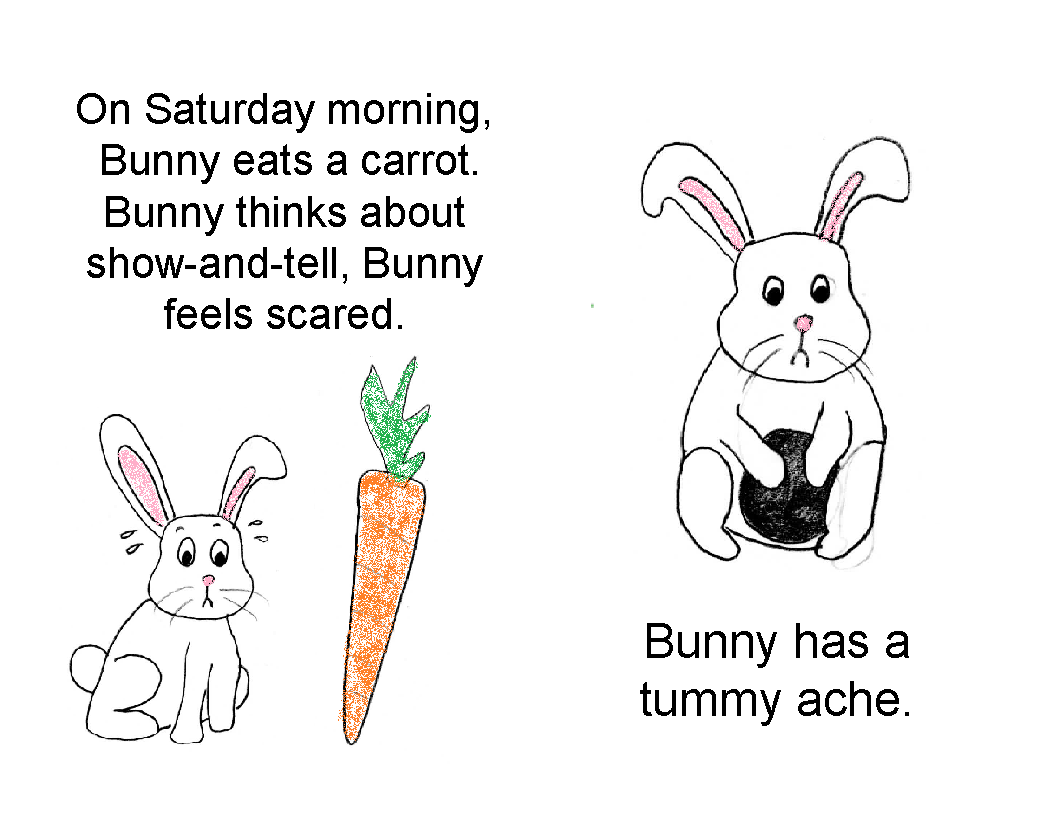 On Saturday morning,
Bunny eats a carrot.
Bunny thinks about
show-and-tell, Bunny
feels scared.
Bunny has a
tummy ache.